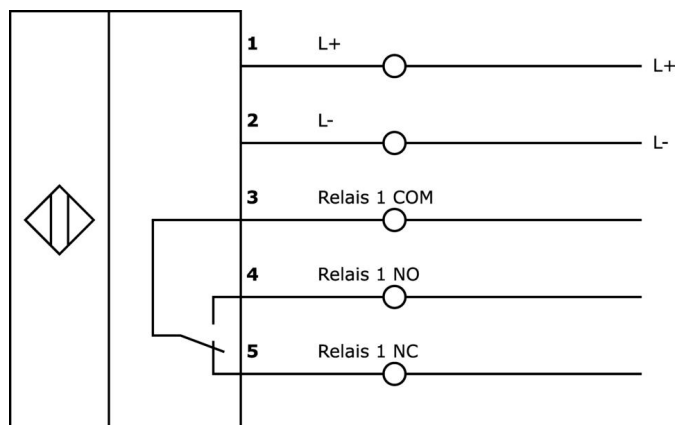 1 L+
L+
2 L-
L-
3 Relais 1 COM
4 Relais 1 NO
5 Relais 1 NC